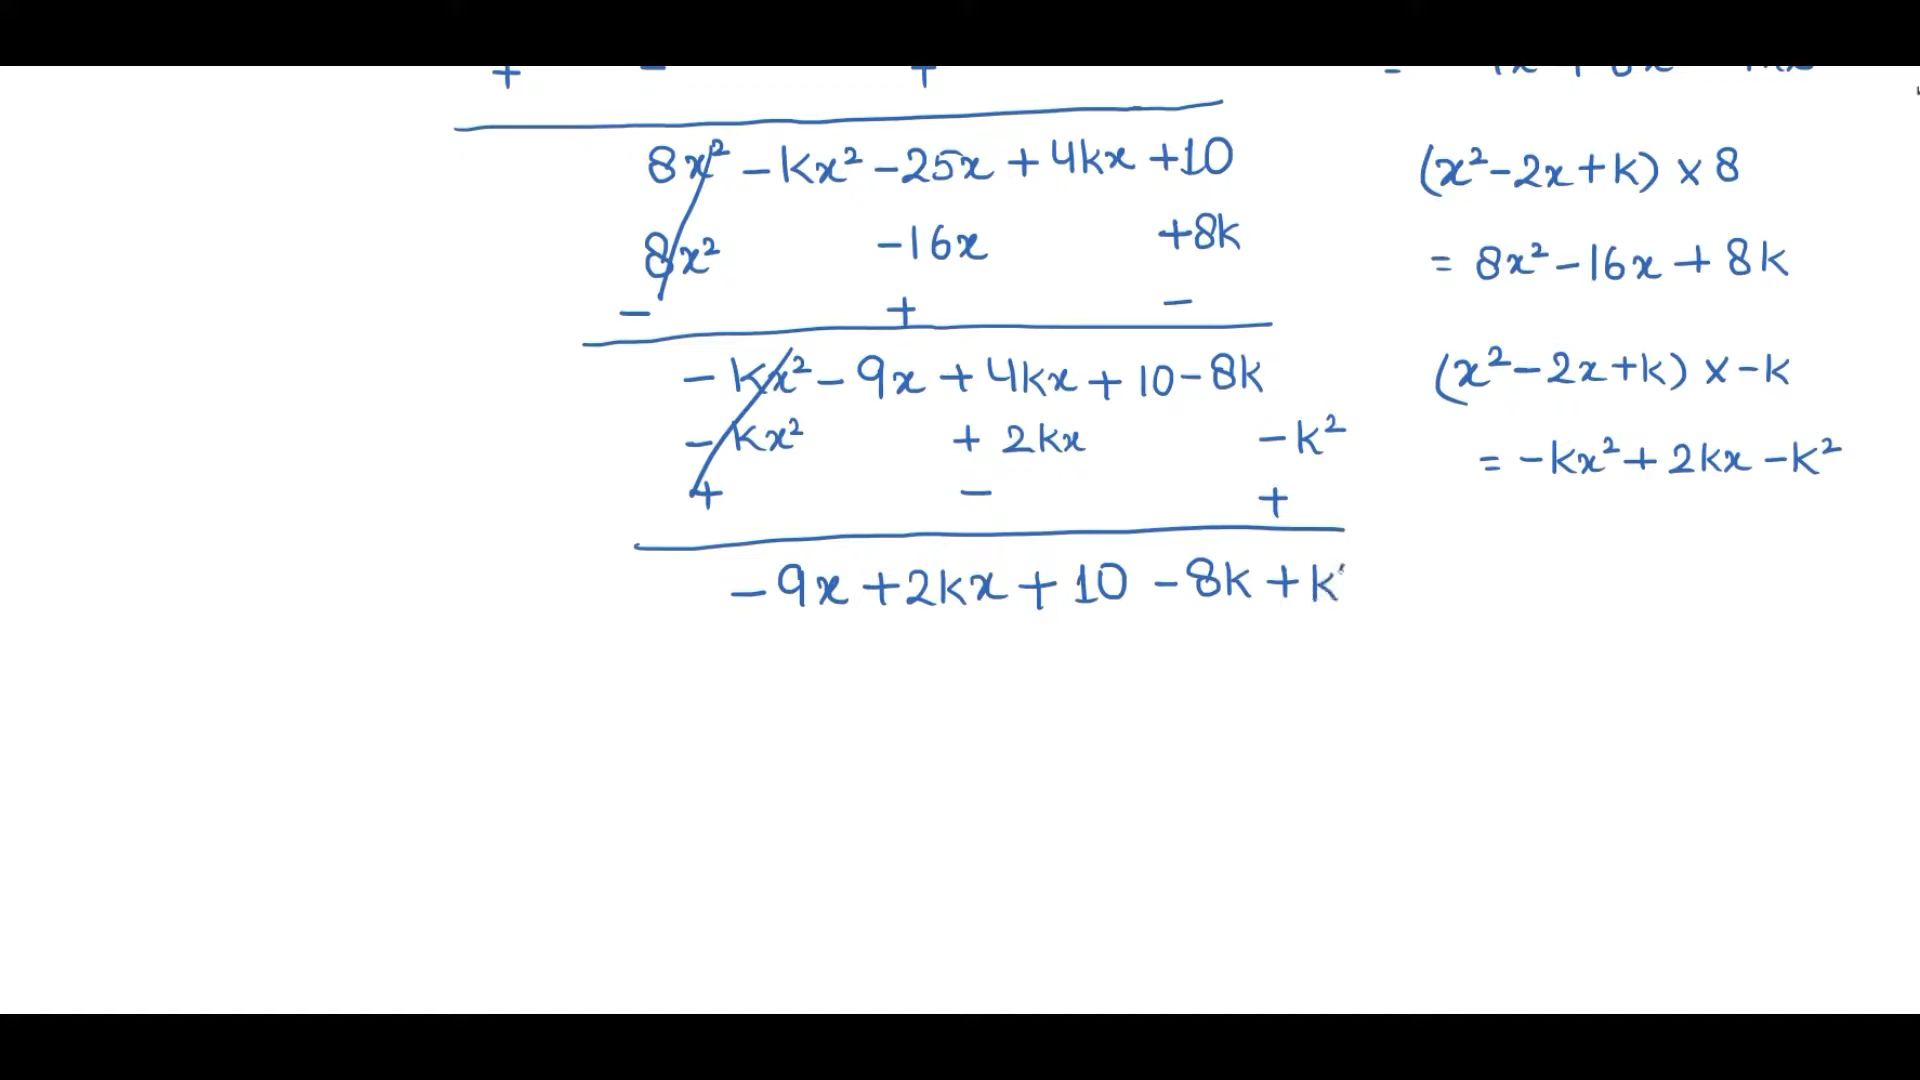 + - +
8x² - kx² - 25x + 4kx + 10
8x² - 16x + 8k
- + -
- kx² - 9x + 4kx + 10 - 8k
- kx² + 2kx - k²
+ - +
- 9x + 2kx + 10 - 8k + k
(x² - 2x + k) × 8
= 8x² - 16x + 8k
(x² - 2x + k) × -k
= -kx² + 2kx - k²